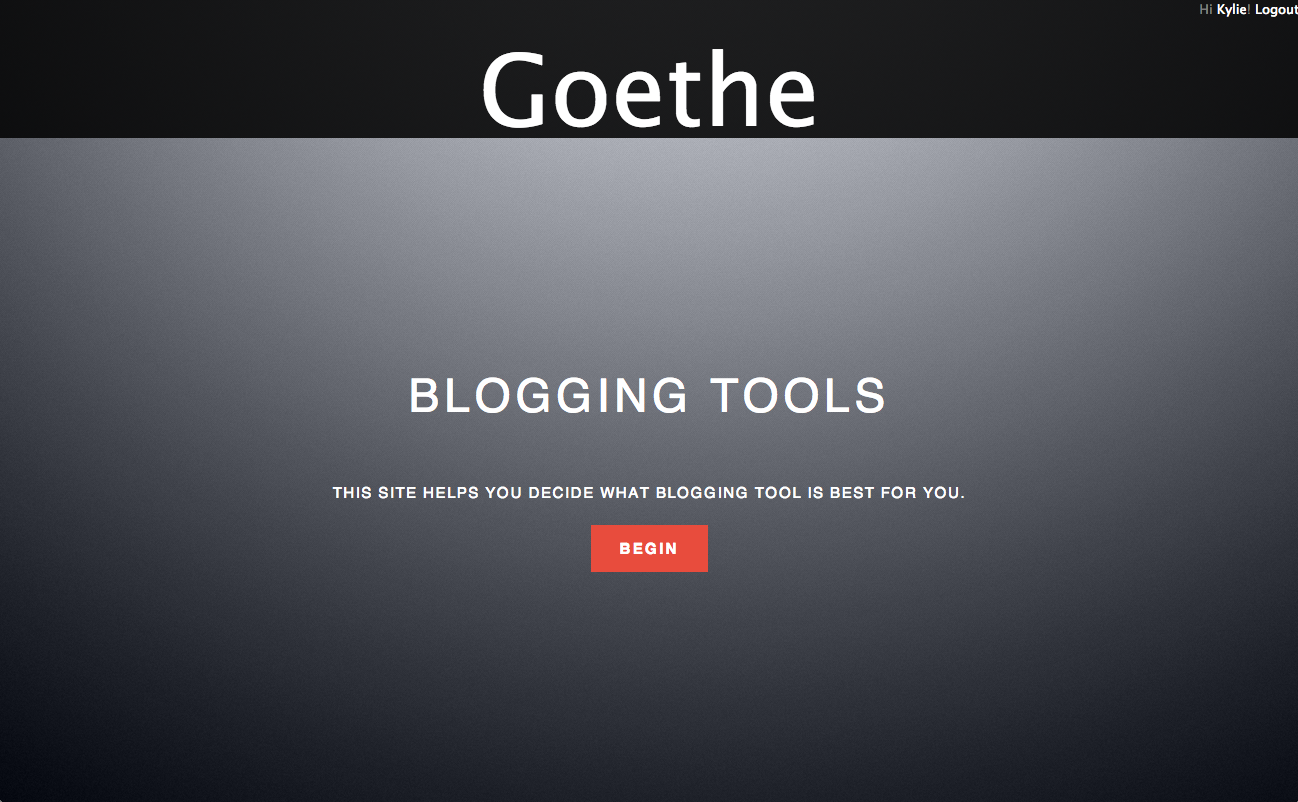 Hi Kylie! Logout
Goethe
BLOGGING TOOLS
THIS SITE HELPS YOU DECIDE WHAT BLOGGING TOOL IS BEST FOR YOU.
BEGIN